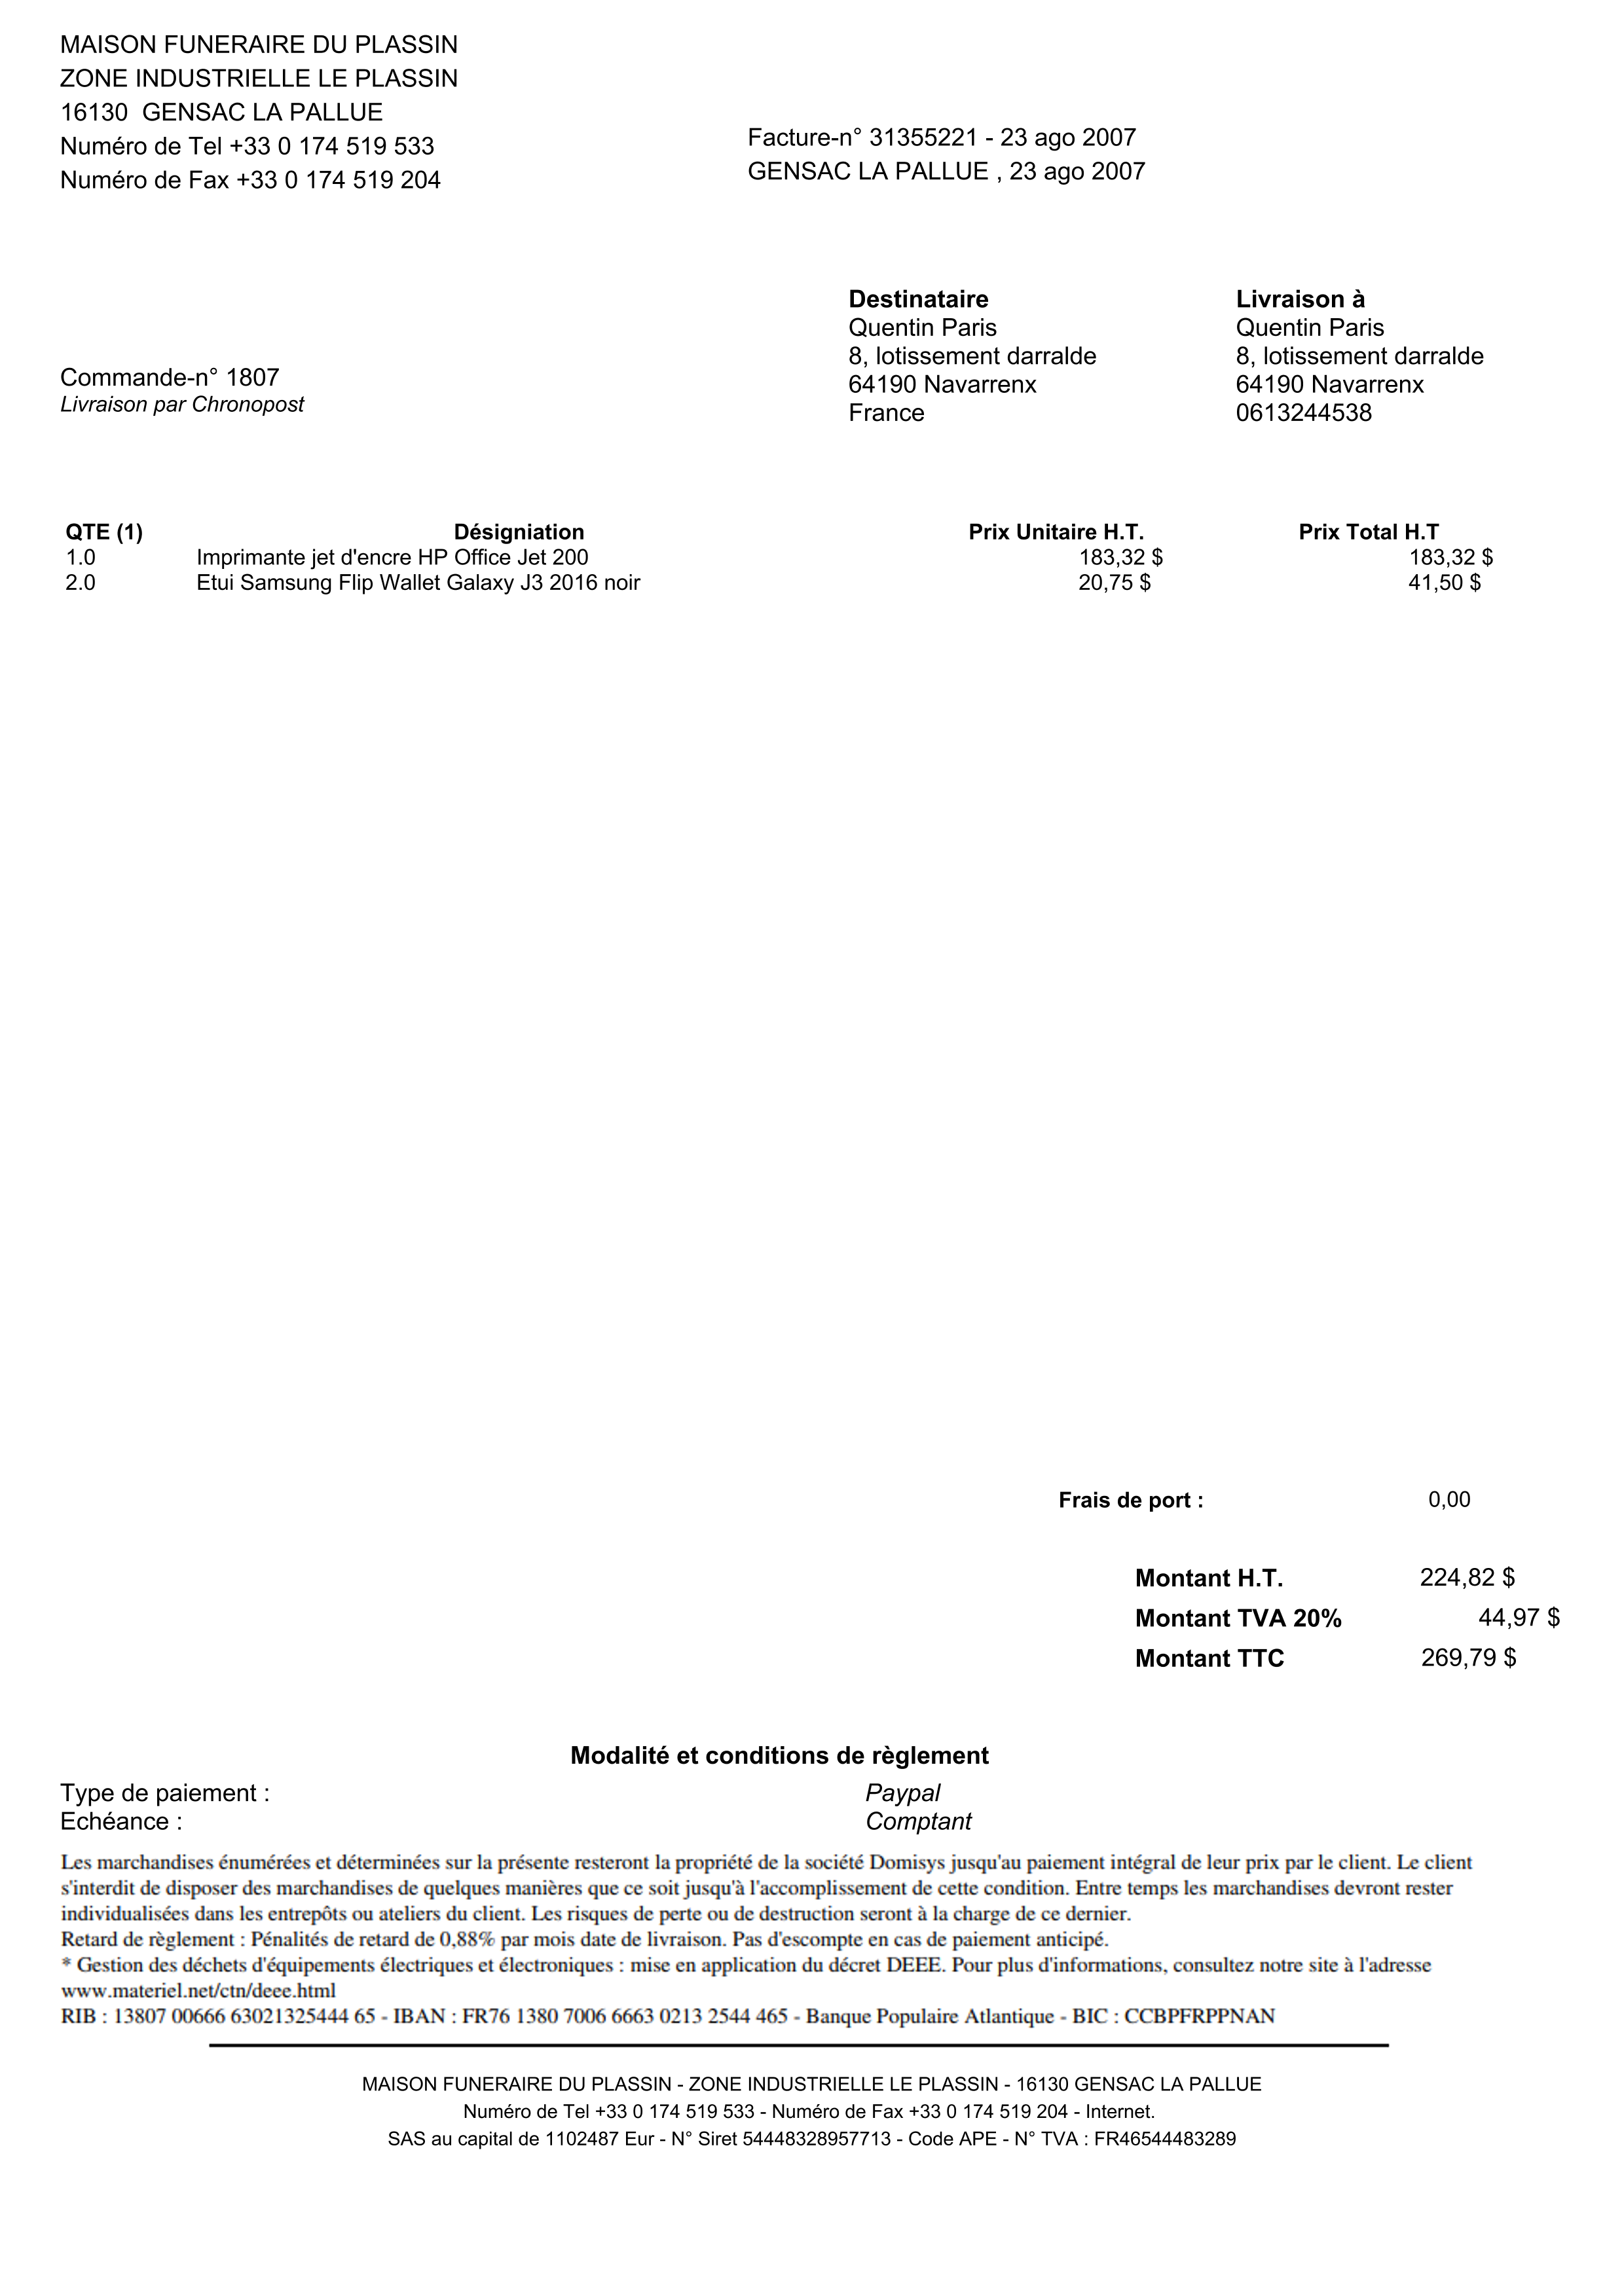 MAISON FUNERAIRE DU PLASSIN
ZONE INDUSTRIELLE LE PLASSIN
16130 GENSAC LA PALLUE
Numéro de Tel +33 0 174 519 533
Numéro de Fax +33 0 174 519 204
Facture-n° 31355221 - 23 ago 2007
GENSAC LA PALLUE , 23 ago 2007
Commande-n° 1807
Livraison par Chronopost
Destinataire
Quentin Paris
8, lotissement darralde
64190 Navarrenx
France
Livraison à
Quentin Paris
8, lotissement darralde
64190 Navarrenx
0613244538
QTE (1) Désigniation Prix Unitaire H.T. Prix Total H.T
1.0 Imprimante jet d'encre HP Office Jet 200 183,32 $ 183,32 $
2.0 Etui Samsung Flip Wallet Galaxy J3 2016 noir 20,75 $ 41,50 $
Frais de port : 0,00
Montant H.T. 224,82 $
Montant TVA 20% 44,97 $
Montant TTC 269,79 $
Modalité et conditions de règlement
Type de paiement : Paypal
Echéance : Comptant
Les marchandises énumérées et déterminées sur la présente resteront la propriété de la société Domisys jusqu'au paiement intégral de leur prix par le client. Le client
s'interdit de disposer des marchandises de quelques manières que ce soit jusqu'à l'accomplissement de cette condition. Entre temps les marchandises devront rester
individualisées dans les entrepôts ou ateliers du client. Les risques de perte ou de destruction seront à la charge de ce dernier.
Retard de règlement : Pénalités de retard de 0,88% par mois date de livraison. Pas d'escompte en cas de paiement anticipé.
* Gestion des déchets d'équipements électriques et électroniques : mise en application du décret DEEE. Pour plus d'informations, consultez notre site à l'adresse
www.materiel.net/ctn/deee.html
RIB : 13807 00666 63021325444 65 - IBAN : FR76 1380 7006 6663 0213 2544 465 - Banque Populaire Atlantique - BIC : CCBPFRPPNAN
MAISON FUNERAIRE DU PLASSIN - ZONE INDUSTRIELLE LE PLASSIN - 16130 GENSAC LA PALLUE
Numéro de Tel +33 0 174 519 533 - Numéro de Fax +33 0 174 519 204 - Internet.
SAS au capital de 1102487 Eur - N° Siret 54448328957713 - Code APE - N° TVA : FR46544483289